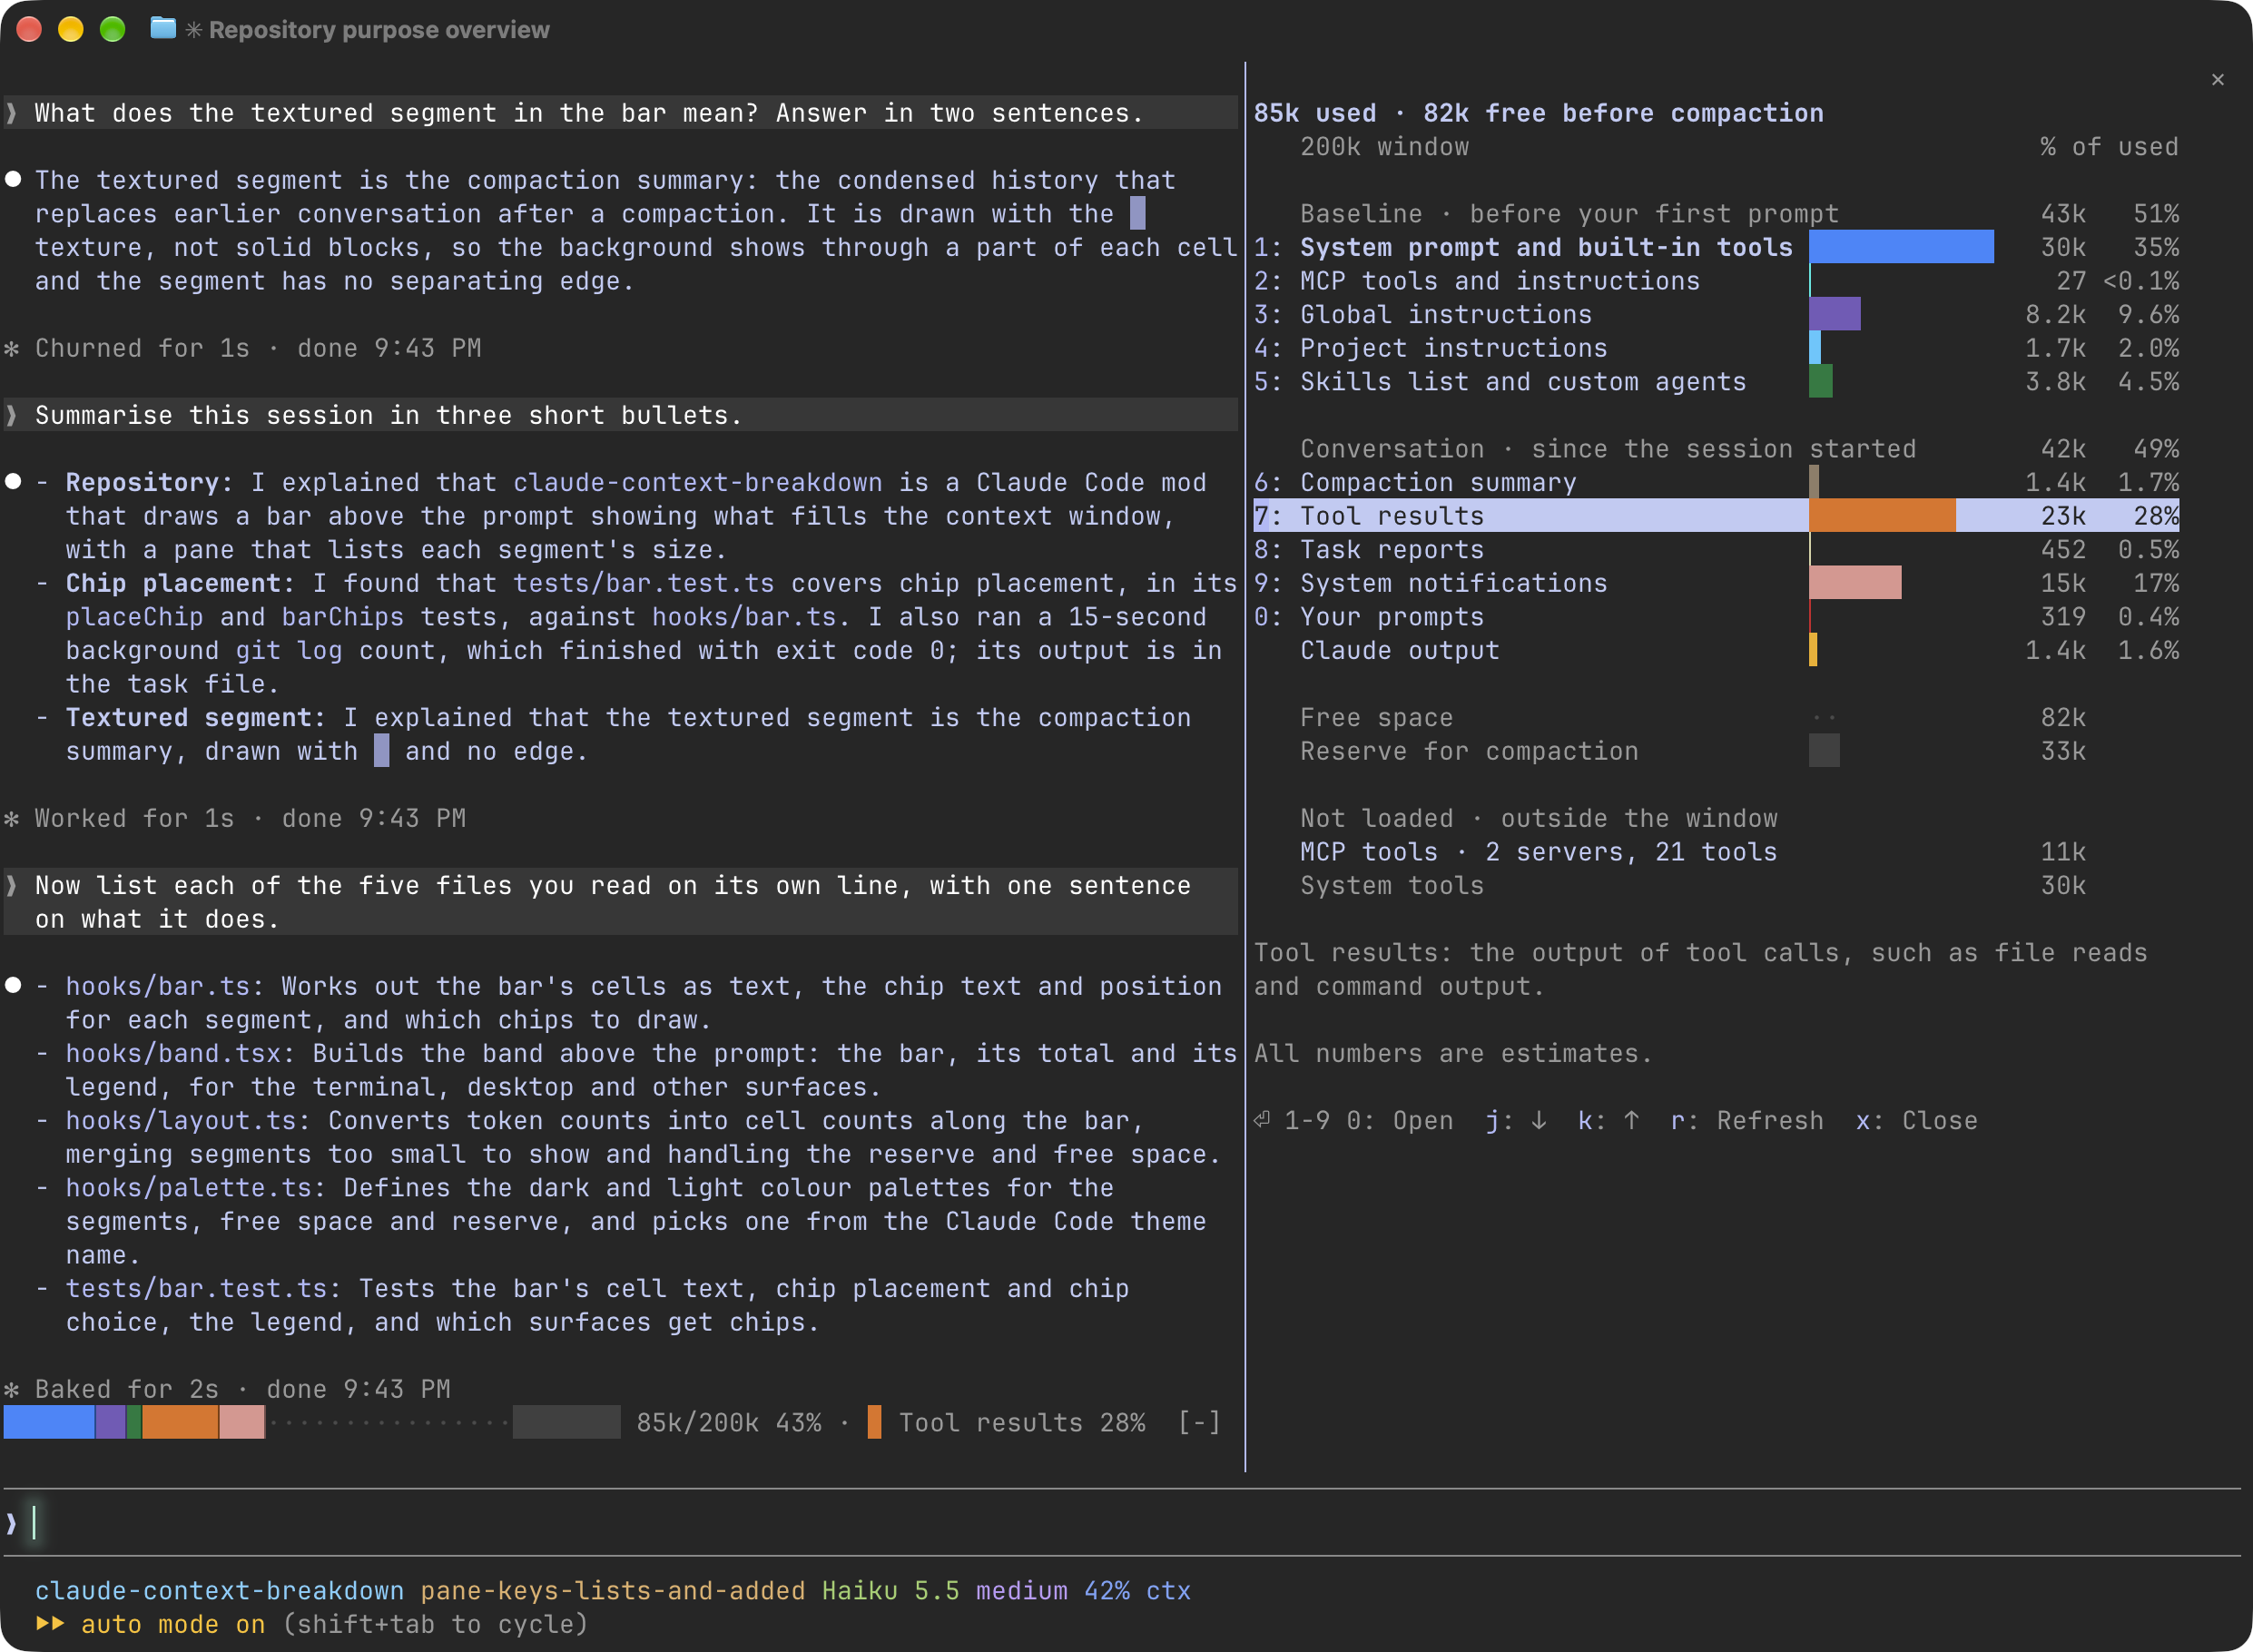 ✳ Repository purpose overview
❱ What does the textured segment in the bar mean? Answer in two sentences.
● The textured segment is the compaction summary: the condensed history that
replaces earlier conversation after a compaction. It is drawn with the
texture, not solid blocks, so the background shows through a part of each cell
and the segment has no separating edge.
✻ Churned for 1s · done 9:43 PM
❱ Summarise this session in three short bullets.
● - Repository: I explained that claude-context-breakdown is a Claude Code mod
that draws a bar above the prompt showing what fills the context window,
with a pane that lists each segment's size.
- Chip placement: I found that tests/bar.test.ts covers chip placement, in its
placeChip and barChips tests, against hooks/bar.ts. I also ran a 15-second
background git log count, which finished with exit code 0; its output is in
the task file.
- Textured segment: I explained that the textured segment is the compaction
summary, drawn with and no edge.
✻ Worked for 1s · done 9:43 PM
❱ Now list each of the five files you read on its own line, with one sentence
on what it does.
● - hooks/bar.ts: Works out the bar's cells as text, the chip text and position
for each segment, and which chips to draw.
- hooks/band.tsx: Builds the band above the prompt: the bar, its total and its
legend, for the terminal, desktop and other surfaces.
- hooks/layout.ts: Converts token counts into cell counts along the bar,
merging segments too small to show and handling the reserve and free space.
- hooks/palette.ts: Defines the dark and light colour palettes for the
segments, free space and reserve, and picks one from the Claude Code theme
name.
- tests/bar.test.ts: Tests the bar's cell text, chip placement and chip
choice, the legend, and which surfaces get chips.
✻ Baked for 2s · done 9:43 PM
85k/200k 43% · Tool results 28% [-]
×
85k used · 82k free before compaction
200k window % of used
Baseline · before your first prompt 43k 51%
1: System prompt and built-in tools 30k 35%
2: MCP tools and instructions 27 <0.1%
3: Global instructions 8.2k 9.6%
4: Project instructions 1.7k 2.0%
5: Skills list and custom agents 3.8k 4.5%
Conversation · since the session started 42k 49%
6: Compaction summary 1.4k 1.7%
7: Tool results 23k 28%
8: Task reports 452 0.5%
9: System notifications 15k 17%
0: Your prompts 319 0.4%
Claude output 1.4k 1.6%
Free space ·· 82k
Reserve for compaction 33k
Not loaded · outside the window
MCP tools · 2 servers, 21 tools 11k
System tools 30k
Tool results: the output of tool calls, such as file reads
and command output.
All numbers are estimates.
⏎ 1-9 0: Open j: ↓ k: ↑ r: Refresh x: Close
❱
claude-context-breakdown pane-keys-lists-and-added Haiku 5.5 medium 42% ctx
⏵⏵ auto mode on (shift+tab to cycle)